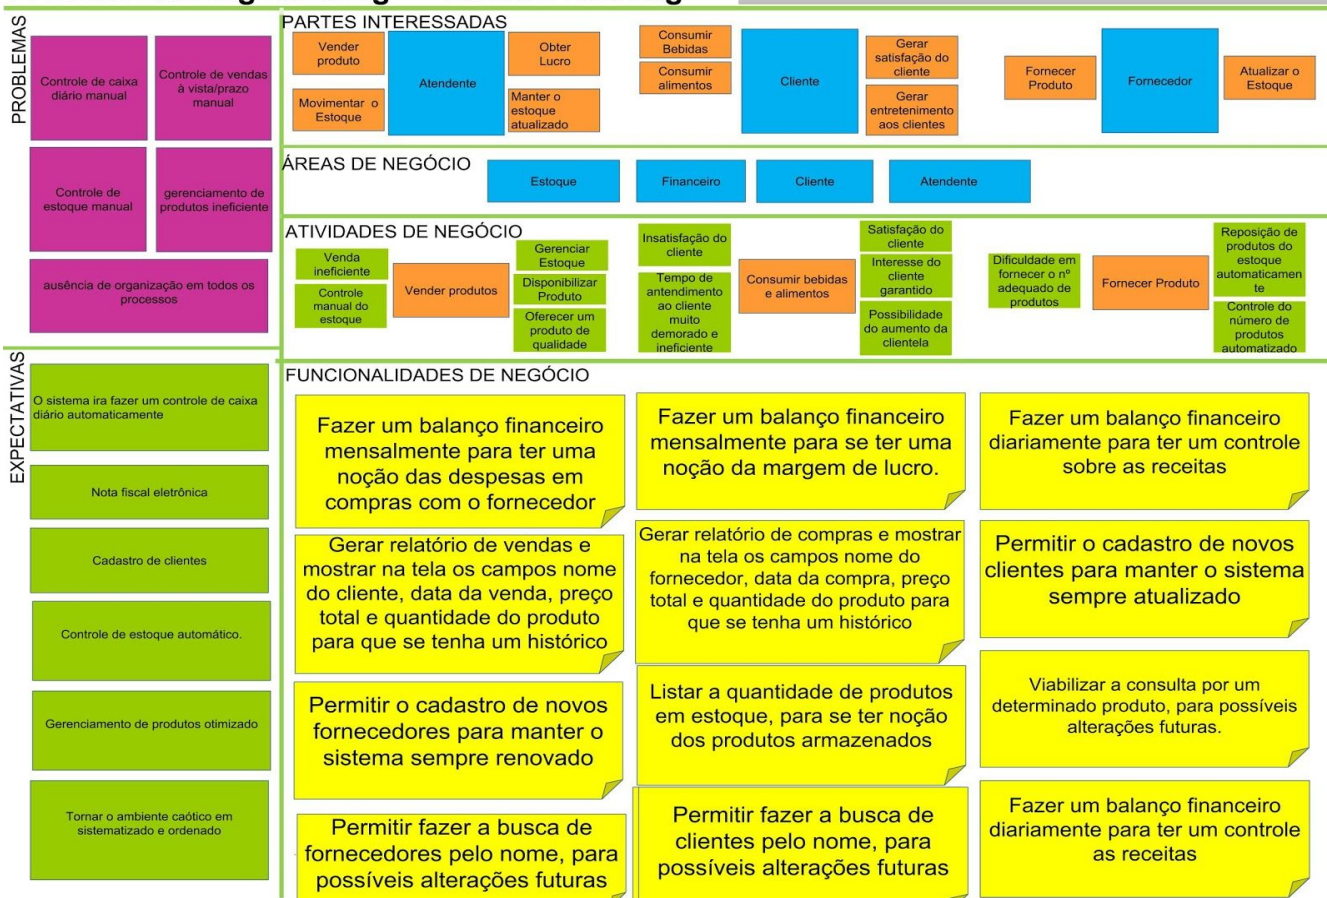 PROBLEMAS
Controle de caixa
diário manual
Controle de vendas
à vista/prazo
manual
Controle de
estoque manual
gerenciamento de
produtos ineficiente
ausência de organização em todos os
processos
PARTES INTERESSADAS
Vender
produto
Movimentar o
Estoque
Atendente
Obter
Lucro
Manter o
estoque
atualizado
Consumir
Bebidas
Consumir
alimentos
Cliente
Gerar
satisfação do
cliente
Gerar
entretenimento
aos clientes
Fornecer
Produto
Fornecedor
Atualizar o
Estoque
ÁREAS DE NEGÓCIO
Estoque
Financeiro
Cliente
Atendente
ATIVIDADES DE NEGÓCIO
Venda
ineficiente
Controle
manual do
estoque
Vender produtos
Gerenciar
Estoque
Disponibilizar
Produto
Oferecer um
produto de
qualidade
Insatisfação do
cliente
Tempo de
antendimento
ao cliente
muito
demorado e
ineficiente
Consumir bebidas
e alimentos
Satisfação do
cliente
Interesse do
cliente
garantido
Possibilidade
do aumento da
clientela
Dificuldade em
fornecer o nº
adequado de
produtos
Fornecer Produto
Reposição de
produtos do
estoque
automaticamen
te
Controle do
número de
produtos
automatizado
EXPECTATIVAS
O sistema ira fazer um controle de caixa
diário automaticamente
Nota fiscal eletrônica
Cadastro de clientes
Controle de estoque automático.
Gerenciamento de produtos otimizado
Tornar o ambiente caótico em
sistematizado e ordenado
FUNCIONALIDADES DE NEGÓCIO
Fazer um balanço financeiro
mensalmente para ter uma
noção das despesas em
compras com o fornecedor
Fazer um balanço financeiro
mensalmente para se ter uma
noção da margem de lucro.
Fazer um balanço financeiro
diariamente para ter um controle
sobre as receitas
Gerar relatório de vendas e
mostrar na tela os campos nome
do cliente, data da venda, preço
total e quantidade do produto
para que se tenha um histórico
Gerar relatório de compras e mostrar
na tela os campos nome do
fornecedor, data da compra, preço
total e quantidade do produto para
que se tenha um histórico
Permitir o cadastro de novos
clientes para manter o sistema
sempre atualizado
Permitir o cadastro de novos
fornecedores para manter o
sistema sempre renovado
Listar a quantidade de produtos
em estoque, para se ter noção
dos produtos armazenados
Viabilizar a consulta por um
determinado produto, para possíveis
alterações futuras.
Permitir fazer a busca de
fornecedores pelo nome, para
possíveis alterações futuras
Permitir fazer a busca de
clientes pelo nome, para
possíveis alterações futuras
Fazer um balanço financeiro
diariamente para ter um controle
as receitas